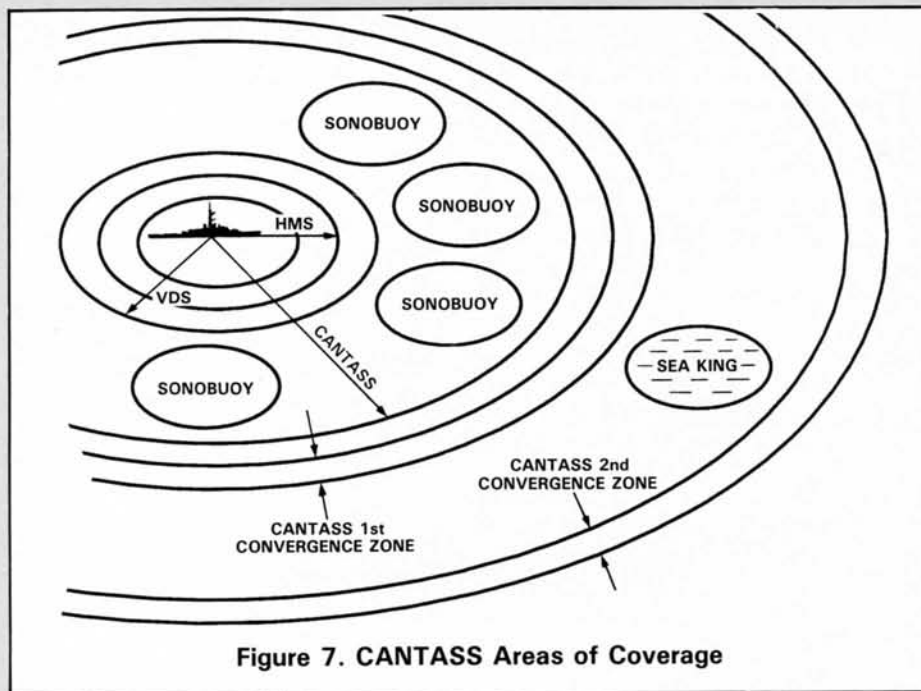 SONOBUOY
SONOBUOY
HMS
SONOBUOY
VDS
CANTASS
SEA KING
SONOBUOY
CANTASS 2nd
CONVERGENCE ZONE
CANTASS 1st
CONVERGENCE ZONE
Figure 7. CANTASS Areas of Coverage